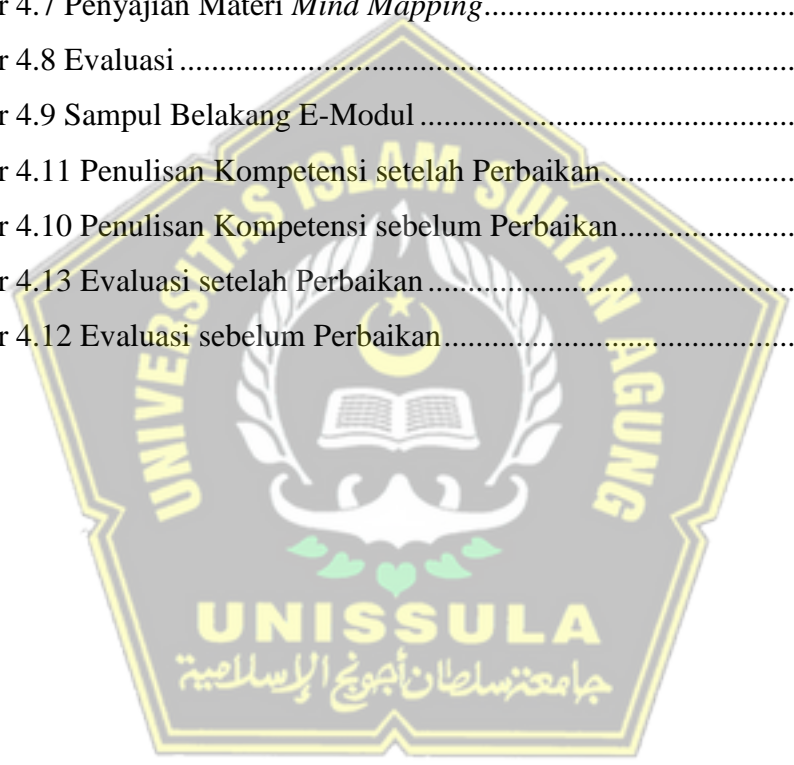 r 4.7 Penyajian Materi Mind Mapping
r 4.8 Evaluasi
r 4.9 Sampul Belakang E-Modul
r 4.11 Penulisan Kompetensi setelah Perbaikan
r 4.10 Penulisan Kompetensi sebelum Perbaikan
r 4.13 Evaluasi setelah Perbaikan
r 4.12 Evaluasi sebelum Perbaikan
UNIVERSITAS ISLAM SULTAN AGUNG
UNISSULA
جامعة سلطان أجونج الإسلامية